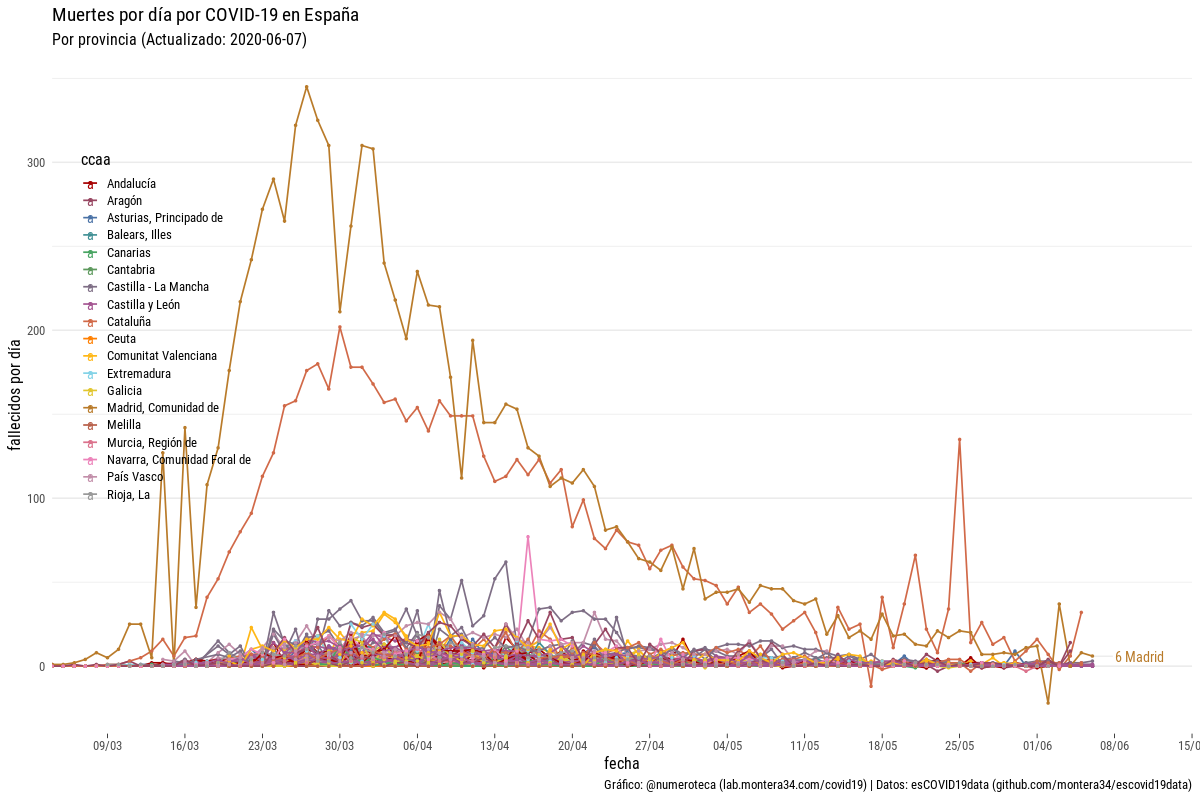 Muertes por día por COVID-19 en España
Por provincia (Actualizado: 2020-06-07)
fallecidos por día
300
200
100
0
ccaa
Andalucía
Aragón
Asturias, Principado de
Balears, Illes
Canarias
Cantabria
Castilla - La Mancha
Castilla y León
Cataluña
Ceuta
Comunitat Valenciana
Extremadura
Galicia
Madrid, Comunidad de
Melilla
Murcia, Región de
Navarra, Comunidad Foral de
País Vasco
Rioja, La
6 Madrid
09/03 16/03 23/03 30/03 06/04 13/04 20/04 27/04 04/05 11/05 18/05 25/05 01/06 08/06 15/0
fecha
Gráfico: @numeroteca (lab.montera34.com/covid19) | Datos: esCOVID19data (github.com/montera34/escovid19data)